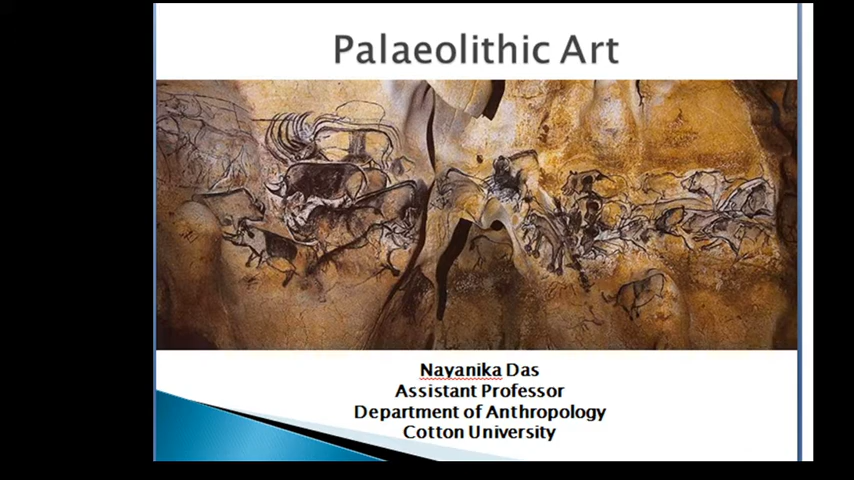 Palaeolithic Art
Nayanika Das
Assistant Professor
Department of Anthropology
Cotton University